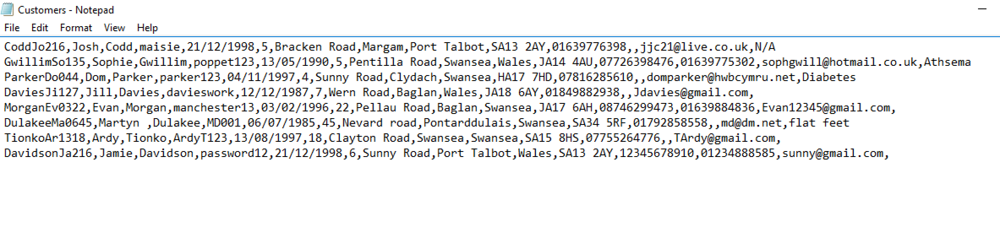 Customers - Notepad
File Edit Format View Help
CoddJo216,Josh,Codd,maisie,21/12/1998,5,Bracken Road,Margam,Port Talbot,SA13 2AY,01639776398,,jjc21@live.co.uk,N/A
GwillimSo135,Sophie,Gwillim,poppet123,13/05/1990,5,Pentilla Road,Swansea,Wales,JA14 4AU,07726398476,01639775302,sophgwill@hotmail.co.uk,Athsema
ParkerDo044,Dom,Parker,parker123,04/11/1997,4,Sunny Road,Clydach,Swansea,HA17 7HD,07816285610,,domparker@hwbcymru.net,Diabetes
DaviesJi127,Jill,Davies,davieswork,12/12/1987,7,Wern Road,Baglan,Wales,JA18 6AY,01849882938,,Jdavies@gmail.com,
MorganEv0322,Evan,Morgan,manchester13,03/02/1996,22,Pellau Road,Baglan,Swansea,JA17 6AH,08746299473,01639884836,Evan12345@gmail.com,
DulakeeMa0645,Martyn ,Dulakee,MD001,06/07/1985,45,Nevard road,Pontarddulais,Swansea,SA34 5RF,01792858558,,md@dm.net,flat feet
TionkoAr1318,Ardy,Tionko,ArdyT123,13/08/1997,18,Clayton Road,Swansea,Swansea,SA15 8HS,07755264776,,TArdy@gmail.com,
DavidsonJa216,Jamie,Davidson,password12,21/12/1998,6,Sunny Road,Port Talbot,Wales,SA13 2AY,12345678910,01234888585,sunny@gmail.com,